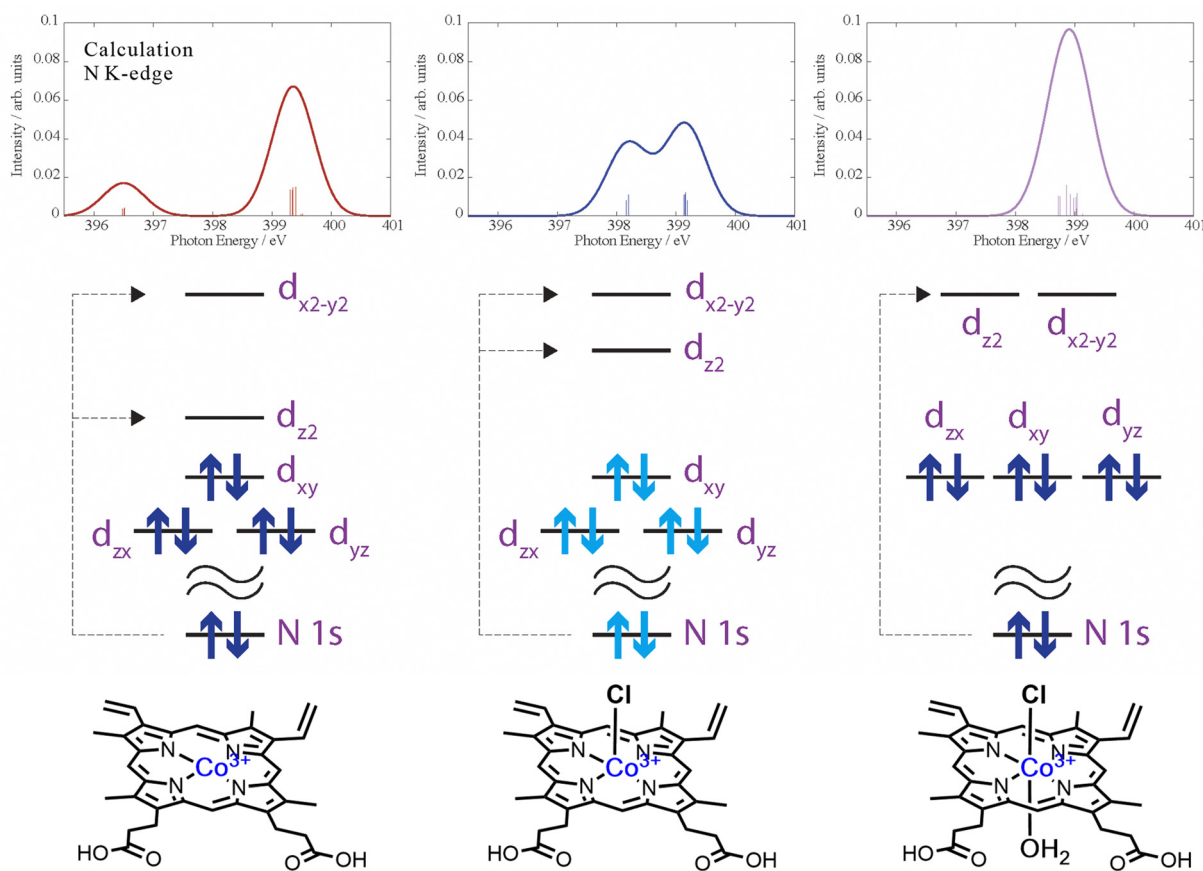 Calculation
N K-edge
Intensity / arb. units
0.1
0.08
0.06
0.04
0.02
0
396 397 398 399 400 401
Photon Energy / eV
Intensity / arb. units
0.1
0.08
0.06
0.04
0.02
0
396 397 398 399 400 401
Photon Energy / eV
Intensity / arb. units
0.1
0.08
0.06
0.04
0.02
0
396 397 398 399 400 401
Photon Energy / eV
dx2-y2
dz2
dxy
dzx
dyz
N 1s
dx2-y2
dz2
dxy
dzx
dyz
N 1s
dz2
dx2-y2
dzx
dxy
dyz
N 1s
N
N
Co3+
N
N
HO
O
O
OH
Cl
N
N
Co3+
N
N
HO
O
O
OH
Cl
N
N
Co3+
N
N
OH2
HO
O
O
OH